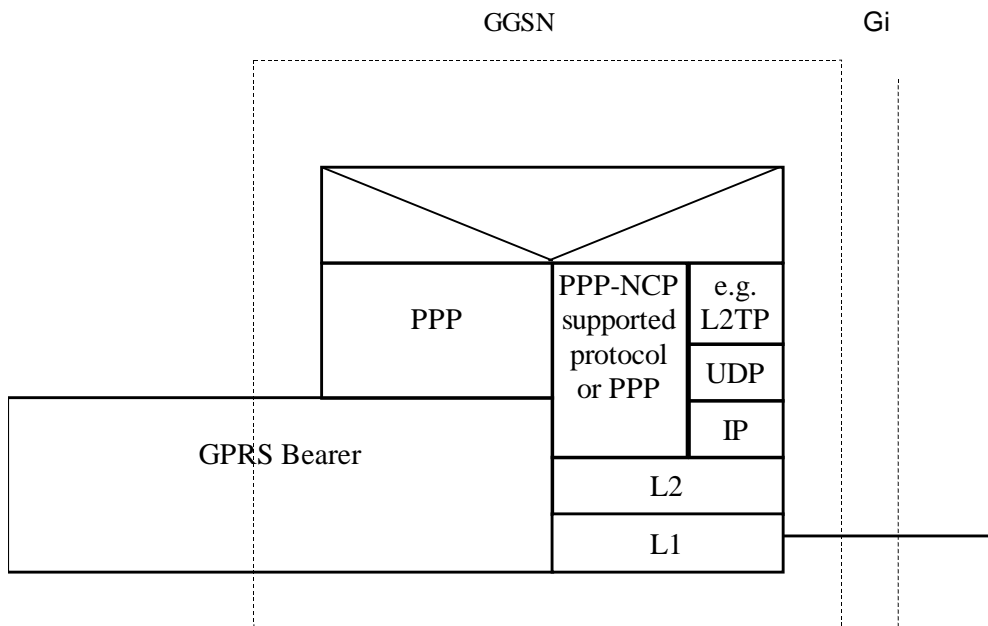 GGSN
Gi
PPP
PPP-NCP
supported
protocol
or PPP
e.g.
L2TP
UDP
IP
GPRS Bearer
L2
L1